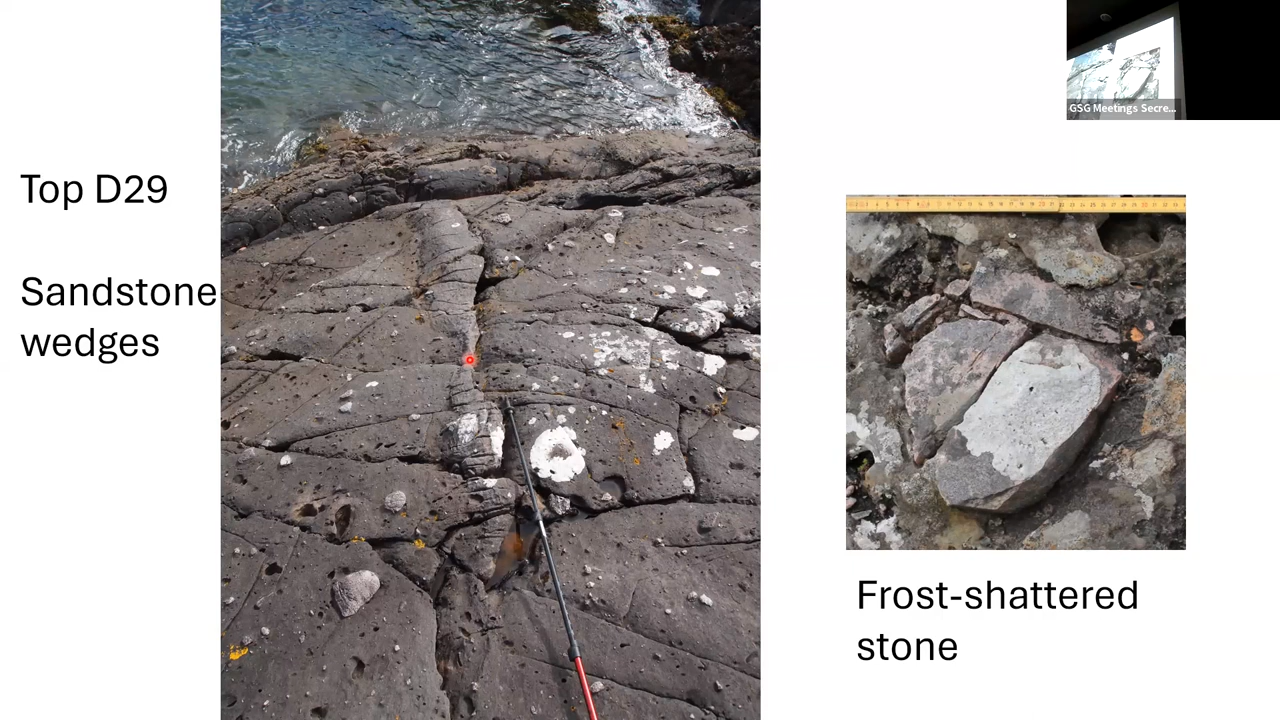 Top D29
Sandstone
wedges
GSG Meetings Secre...
Frost-shattered
stone